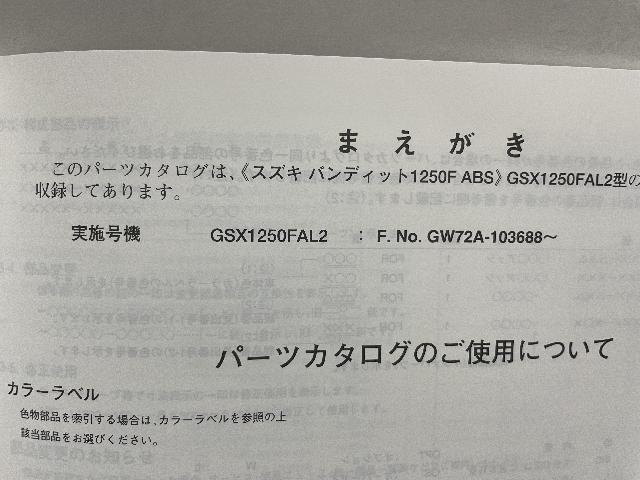 まえがき
このパーツカタログは、《スズキ バンディット1250F ABS》GSX1250FAL2型の
収録してあります。
実施号機 GSX1250FAL2 : F. No. GW72A-103688〜
パーツカタログのご使用について
カラーラベル
色物部品を索引する場合は、カラーラベルを参照の上
該当部品をお選びください。